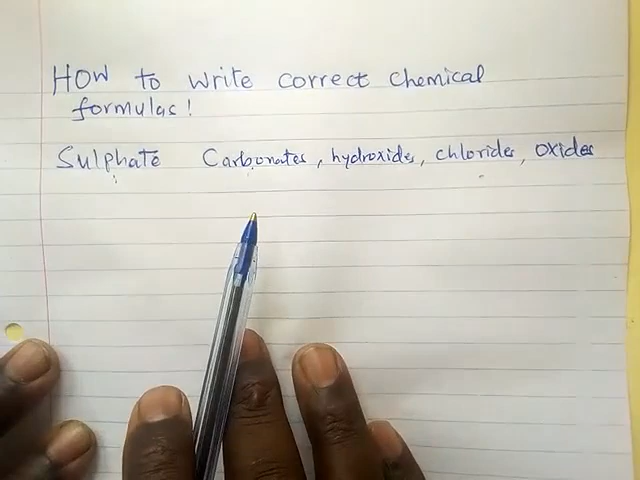 How to write correct chemical
formulas!
Sulphate Carbonates, hydroxides, chlorides, oxides